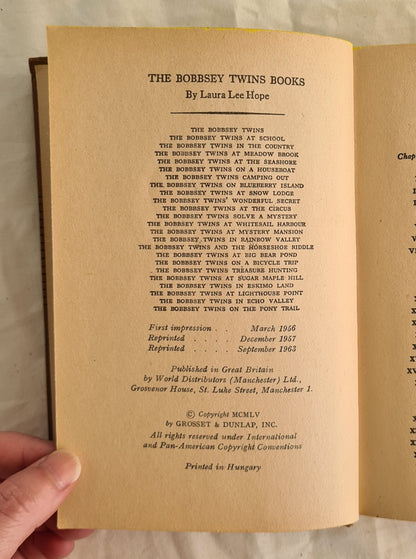 THE BOBBSEY TWINS BOOKS
By Laura Lee Hope
THE BOBBSEY TWINS
THE BOBBSEY TWINS AT SCHOOL
THE BOBBSEY TWINS IN THE COUNTRY
THE BOBBSEY TWINS AT MEADOW BROOK
THE BOBBSEY TWINS AT THE SEASHORE
THE BOBBSEY TWINS ON A HOUSEBOAT
THE BOBBSEY TWINS CAMPING OUT
THE BOBBSEY TWINS ON BLUEBERRY ISLAND
THE BOBBSEY TWINS AT SNOW LODGE
THE BOBBSEY TWINS' WONDERFUL SECRET
THE BOBBSEY TWINS AT THE CIRCUS
THE BOBBSEY TWINS SOLVE A MYSTERY
THE BOBBSEY TWINS AT WHITESAIL HARBOUR
THE BOBBSEY TWINS AT MYSTERY MANSION
THE BOBBSEY TWINS IN RAINBOW VALLEY
THE BOBBSEY TWINS AND THE HORSESHOE RIDDLE
THE BOBBSEY TWINS AT BIG BEAR POND
THE BOBBSEY TWINS ON A BICYCLE TRIP
THE BOBBSEY TWINS TREASURE HUNTING
THE BOBBSEY TWINS AT SUGAR MAPLE HILL
THE BOBBSEY TWINS IN ESKIMO LAND
THE BOBBSEY TWINS AT LIGHTHOUSE POINT
THE BOBBSEY TWINS IN ECHO VALLEY
THE BOBBSEY TWINS ON THE PONY TRAIL
First impression . . March 1956
Reprinted . . . . . December 1957
Reprinted . . . . September 1963
Published in Great Britain
by World Distributors (Manchester) Ltd.,
Grosvenor House, St. Luke Street, Manchester 1.
© Copyright MCMLV
by GROSSET & DUNLAP, INC.
All rights reserved under International
and Pan-American Copyright Conventions
Printed in Hungary
Chap